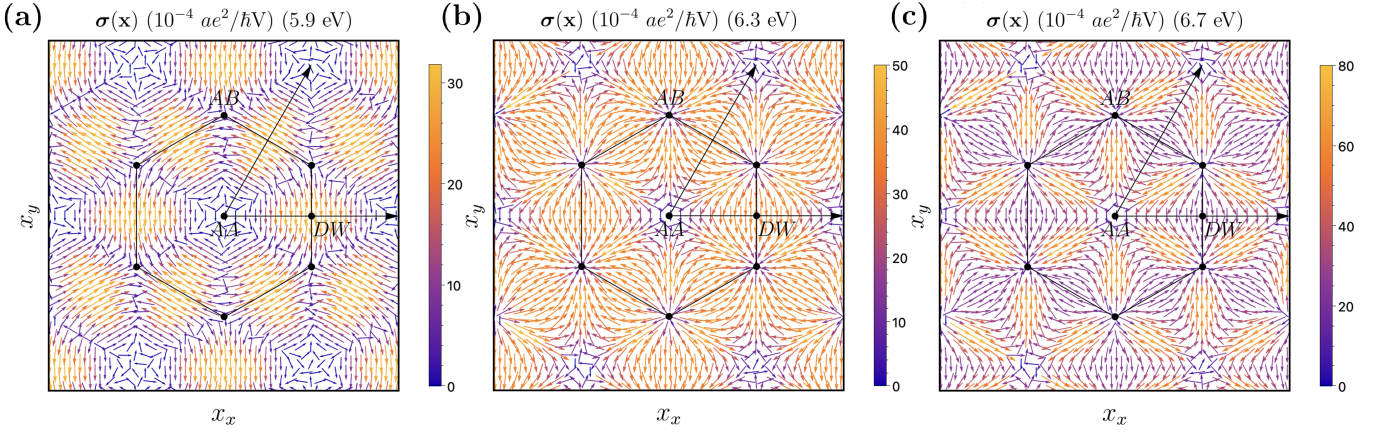 (a) σ(x) (10⁻⁴ ae²/ħV) (5.9 eV)
AB
AA
DW
x_y
x_x
30
20
10
0
(b) σ(x) (10⁻⁴ ae²/ħV) (6.3 eV)
AB
AA
DW
x_y
x_x
50
40
30
20
10
0
(c) σ(x) (10⁻⁴ ae²/ħV) (6.7 eV)
AB
AA
DW
x_y
x_x
80
60
40
20
0